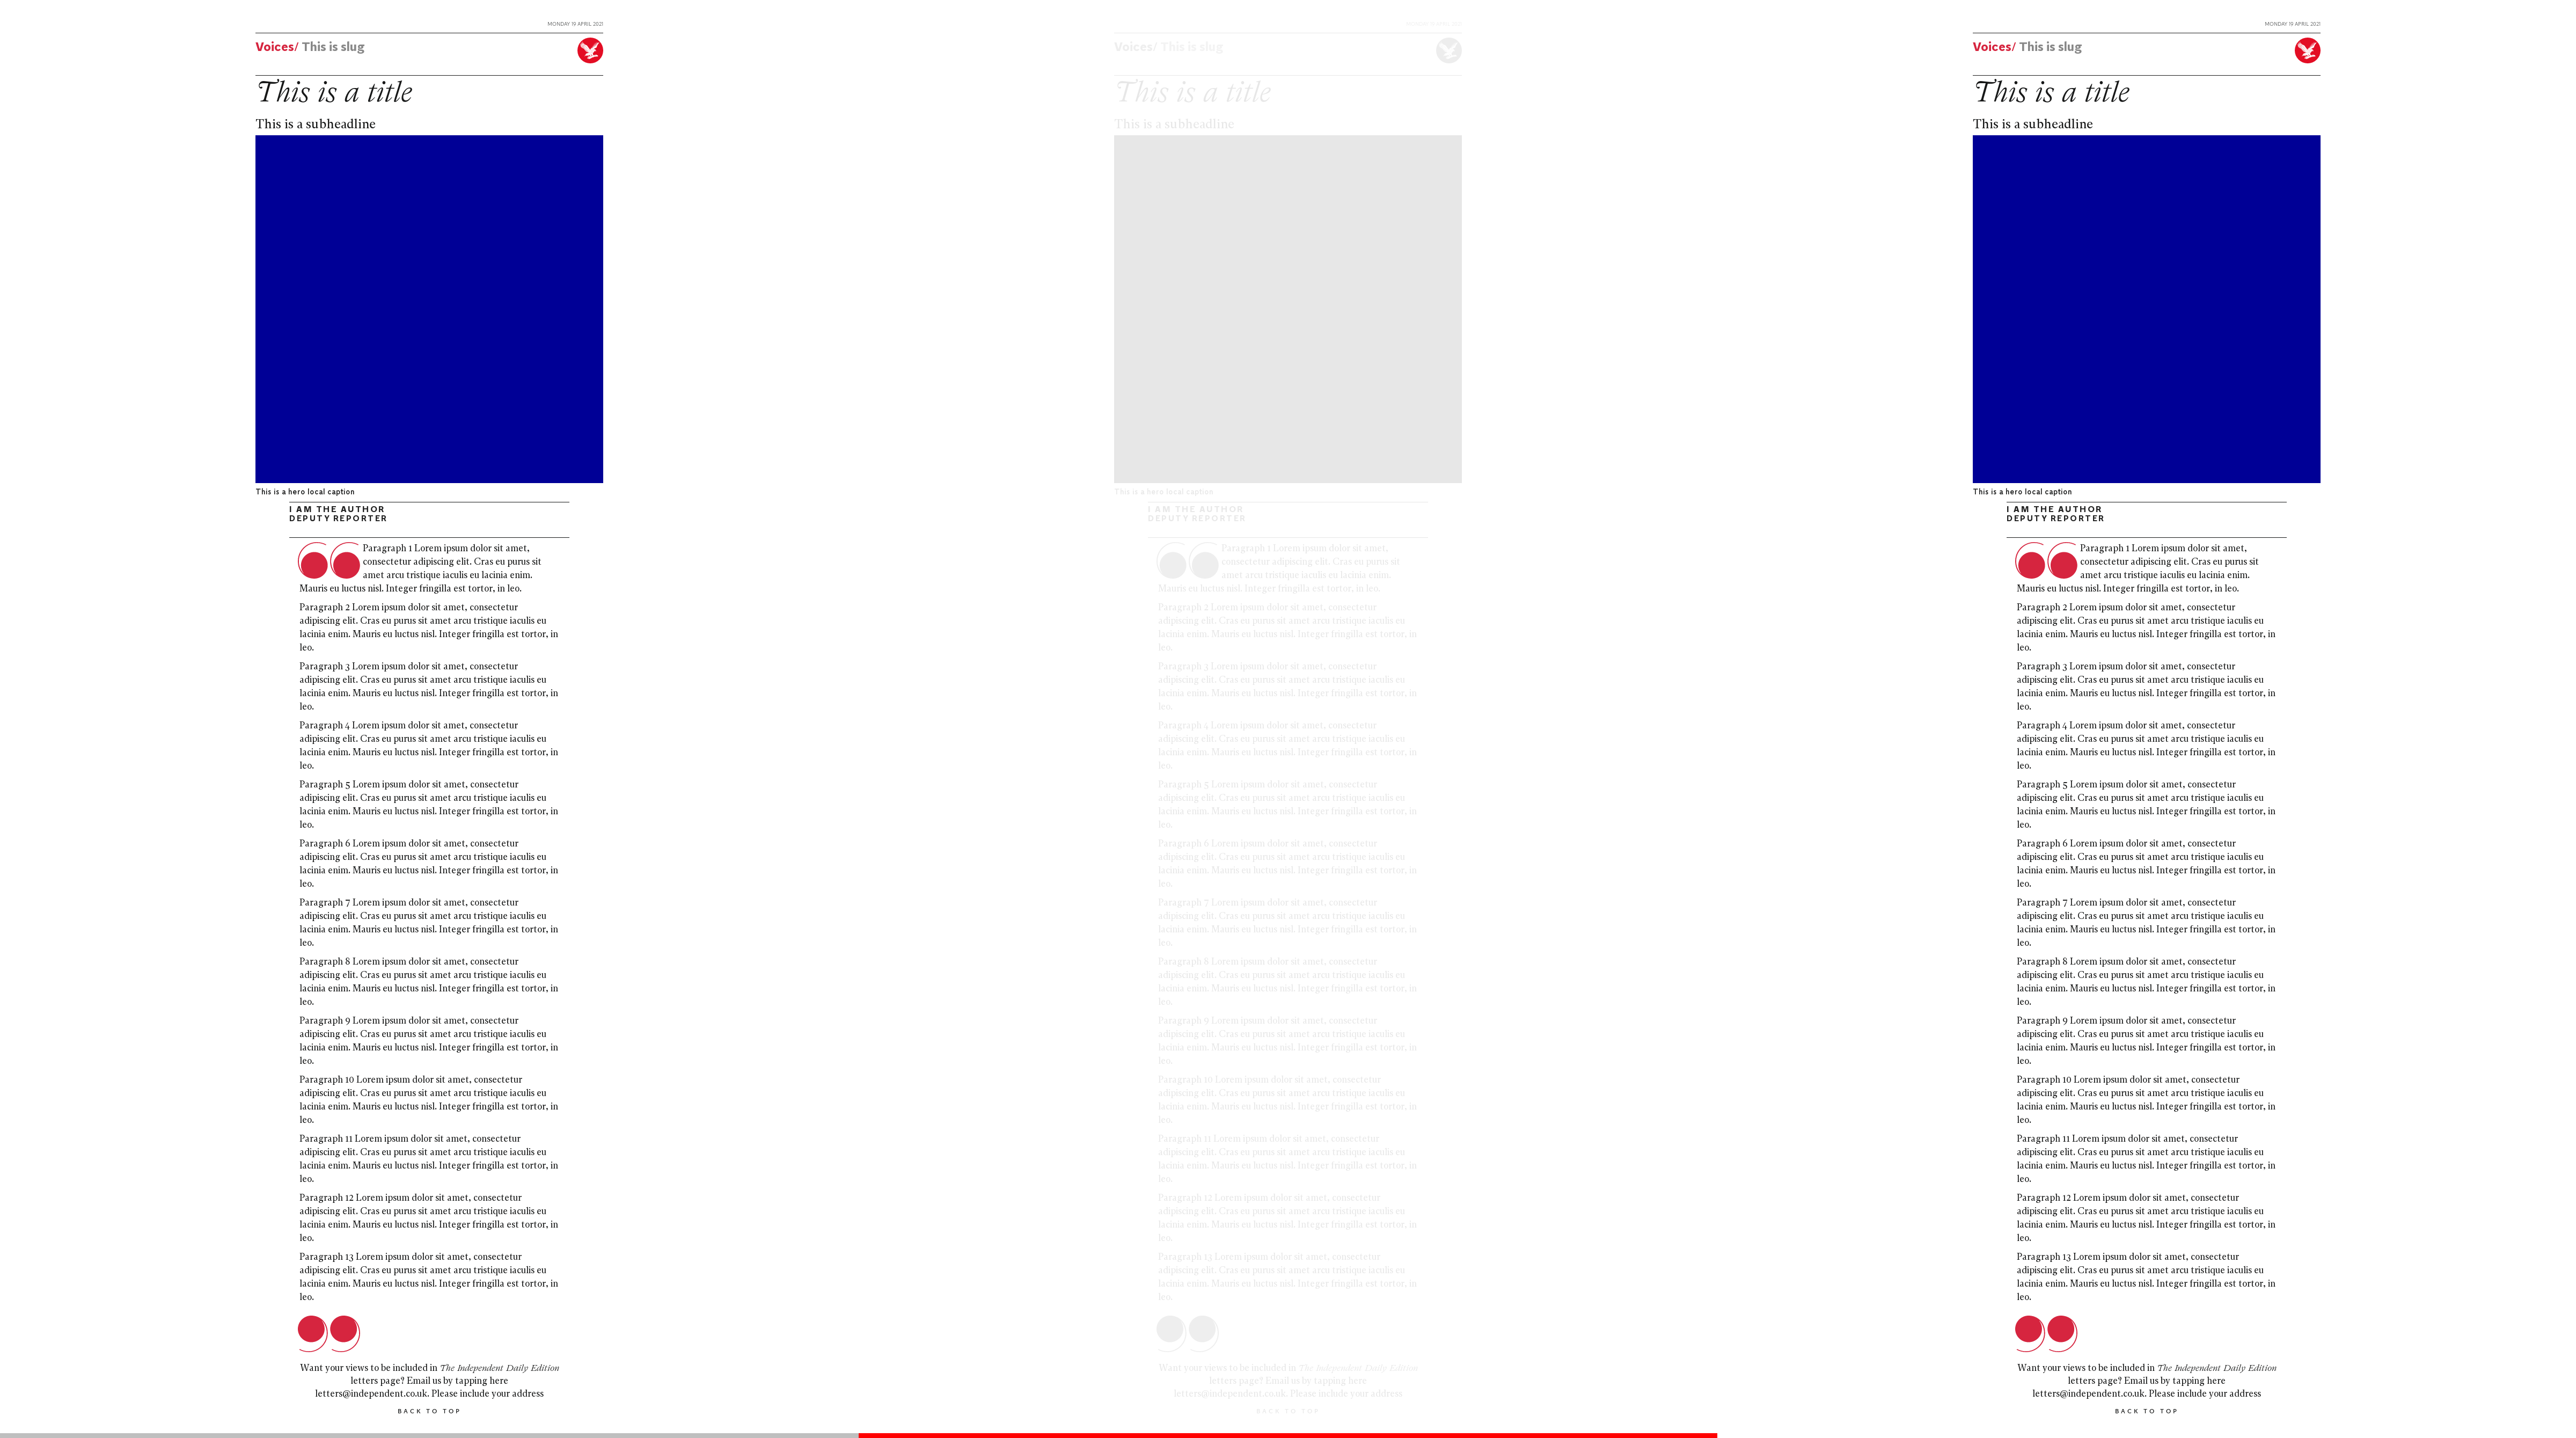 MONDAY 19 APRIL 2021
Voices/ This is slug
This is a title
This is a subheadline
This is a hero local caption
I AM THE AUTHOR
DEPUTY REPORTER
Paragraph 1 Lorem ipsum dolor sit amet,
consectetur adipiscing elit. Cras eu purus sit
amet arcu tristique iaculis eu lacinia enim.
Mauris eu luctus nisl. Integer fringilla est tortor, in leo.
Paragraph 2 Lorem ipsum dolor sit amet, consectetur
adipiscing elit. Cras eu purus sit amet arcu tristique iaculis eu
lacinia enim. Mauris eu luctus nisl. Integer fringilla est tortor, in
leo.
Paragraph 3 Lorem ipsum dolor sit amet, consectetur
adipiscing elit. Cras eu purus sit amet arcu tristique iaculis eu
lacinia enim. Mauris eu luctus nisl. Integer fringilla est tortor, in
leo.
Paragraph 4 Lorem ipsum dolor sit amet, consectetur
adipiscing elit. Cras eu purus sit amet arcu tristique iaculis eu
lacinia enim. Mauris eu luctus nisl. Integer fringilla est tortor, in
leo.
Paragraph 5 Lorem ipsum dolor sit amet, consectetur
adipiscing elit. Cras eu purus sit amet arcu tristique iaculis eu
lacinia enim. Mauris eu luctus nisl. Integer fringilla est tortor, in
leo.
Paragraph 6 Lorem ipsum dolor sit amet, consectetur
adipiscing elit. Cras eu purus sit amet arcu tristique iaculis eu
lacinia enim. Mauris eu luctus nisl. Integer fringilla est tortor, in
leo.
Paragraph 7 Lorem ipsum dolor sit amet, consectetur
adipiscing elit. Cras eu purus sit amet arcu tristique iaculis eu
lacinia enim. Mauris eu luctus nisl. Integer fringilla est tortor, in
leo.
Paragraph 8 Lorem ipsum dolor sit amet, consectetur
adipiscing elit. Cras eu purus sit amet arcu tristique iaculis eu
lacinia enim. Mauris eu luctus nisl. Integer fringilla est tortor, in
leo.
Paragraph 9 Lorem ipsum dolor sit amet, consectetur
adipiscing elit. Cras eu purus sit amet arcu tristique iaculis eu
lacinia enim. Mauris eu luctus nisl. Integer fringilla est tortor, in
leo.
Paragraph 10 Lorem ipsum dolor sit amet, consectetur
adipiscing elit. Cras eu purus sit amet arcu tristique iaculis eu
lacinia enim. Mauris eu luctus nisl. Integer fringilla est tortor, in
leo.
Paragraph 11 Lorem ipsum dolor sit amet, consectetur
adipiscing elit. Cras eu purus sit amet arcu tristique iaculis eu
lacinia enim. Mauris eu luctus nisl. Integer fringilla est tortor, in
leo.
Paragraph 12 Lorem ipsum dolor sit amet, consectetur
adipiscing elit. Cras eu purus sit amet arcu tristique iaculis eu
lacinia enim. Mauris eu luctus nisl. Integer fringilla est tortor, in
leo.
Paragraph 13 Lorem ipsum dolor sit amet, consectetur
adipiscing elit. Cras eu purus sit amet arcu tristique iaculis eu
lacinia enim. Mauris eu luctus nisl. Integer fringilla est tortor, in
leo.
Want your views to be included in The Independent Daily Edition
letters page? Email us by tapping here
letters@independent.co.uk. Please include your address
BACK TO TOP
Voices/ This is slug
This is a title
This is a subheadline
This is a hero local caption
I AM THE AUTHOR
DEPUTY REPORTER
Paragraph 1 Lorem ipsum dolor sit amet,
consectetur adipiscing elit. Cras eu purus sit
amet arcu tristique iaculis eu lacinia enim.
Mauris eu luctus nisl. Integer fringilla est tortor, in leo.
Paragraph 2 Lorem ipsum dolor sit amet, consectetur
adipiscing elit. Cras eu purus sit amet arcu tristique iaculis eu
lacinia enim. Mauris eu luctus nisl. Integer fringilla est tortor, in
leo.
Paragraph 3 Lorem ipsum dolor sit amet, consectetur
adipiscing elit. Cras eu purus sit amet arcu tristique iaculis eu
lacinia enim. Mauris eu luctus nisl. Integer fringilla est tortor, in
leo.
Paragraph 4 Lorem ipsum dolor sit amet, consectetur
adipiscing elit. Cras eu purus sit amet arcu tristique iaculis eu
lacinia enim. Mauris eu luctus nisl. Integer fringilla est tortor, in
leo.
Paragraph 5 Lorem ipsum dolor sit amet, consectetur
adipiscing elit. Cras eu purus sit amet arcu tristique iaculis eu
lacinia enim. Mauris eu luctus nisl. Integer fringilla est tortor, in
leo.
Paragraph 6 Lorem ipsum dolor sit amet, consectetur
adipiscing elit. Cras eu purus sit amet arcu tristique iaculis eu
lacinia enim. Mauris eu luctus nisl. Integer fringilla est tortor, in
leo.
Paragraph 7 Lorem ipsum dolor sit amet, consectetur
adipiscing elit. Cras eu purus sit amet arcu tristique iaculis eu
lacinia enim. Mauris eu luctus nisl. Integer fringilla est tortor, in
leo.
Paragraph 8 Lorem ipsum dolor sit amet, consectetur
adipiscing elit. Cras eu purus sit amet arcu tristique iaculis eu
lacinia enim. Mauris eu luctus nisl. Integer fringilla est tortor, in
leo.
Paragraph 9 Lorem ipsum dolor sit amet, consectetur
adipiscing elit. Cras eu purus sit amet arcu tristique iaculis eu
lacinia enim. Mauris eu luctus nisl. Integer fringilla est tortor, in
leo.
Paragraph 10 Lorem ipsum dolor sit amet, consectetur
adipiscing elit. Cras eu purus sit amet arcu tristique iaculis eu
lacinia enim. Mauris eu luctus nisl. Integer fringilla est tortor, in
leo.
Paragraph 11 Lorem ipsum dolor sit amet, consectetur
adipiscing elit. Cras eu purus sit amet arcu tristique iaculis eu
lacinia enim. Mauris eu luctus nisl. Integer fringilla est tortor, in
leo.
Paragraph 12 Lorem ipsum dolor sit amet, consectetur
adipiscing elit. Cras eu purus sit amet arcu tristique iaculis eu
lacinia enim. Mauris eu luctus nisl. Integer fringilla est tortor, in
leo.
Paragraph 13 Lorem ipsum dolor sit amet, consectetur
adipiscing elit. Cras eu purus sit amet arcu tristique iaculis eu
lacinia enim. Mauris eu luctus nisl. Integer fringilla est tortor, in
leo.
Want your views to be included in The Independent Daily Edition
letters page? Email us by tapping here
letters@independent.co.uk. Please include your address
BACK TO TOP
MONDAY 19 APRIL 2021
Voices/ This is slug
This is a title
This is a subheadline
This is a hero local caption
I AM THE AUTHOR
DEPUTY REPORTER
Paragraph 1 Lorem ipsum dolor sit amet,
consectetur adipiscing elit. Cras eu purus sit
amet arcu tristique iaculis eu lacinia enim.
Mauris eu luctus nisl. Integer fringilla est tortor, in leo.
Paragraph 2 Lorem ipsum dolor sit amet, consectetur
adipiscing elit. Cras eu purus sit amet arcu tristique iaculis eu
lacinia enim. Mauris eu luctus nisl. Integer fringilla est tortor, in
leo.
Paragraph 3 Lorem ipsum dolor sit amet, consectetur
adipiscing elit. Cras eu purus sit amet arcu tristique iaculis eu
lacinia enim. Mauris eu luctus nisl. Integer fringilla est tortor, in
leo.
Paragraph 4 Lorem ipsum dolor sit amet, consectetur
adipiscing elit. Cras eu purus sit amet arcu tristique iaculis eu
lacinia enim. Mauris eu luctus nisl. Integer fringilla est tortor, in
leo.
Paragraph 5 Lorem ipsum dolor sit amet, consectetur
adipiscing elit. Cras eu purus sit amet arcu tristique iaculis eu
lacinia enim. Mauris eu luctus nisl. Integer fringilla est tortor, in
leo.
Paragraph 6 Lorem ipsum dolor sit amet, consectetur
adipiscing elit. Cras eu purus sit amet arcu tristique iaculis eu
lacinia enim. Mauris eu luctus nisl. Integer fringilla est tortor, in
leo.
Paragraph 7 Lorem ipsum dolor sit amet, consectetur
adipiscing elit. Cras eu purus sit amet arcu tristique iaculis eu
lacinia enim. Mauris eu luctus nisl. Integer fringilla est tortor, in
leo.
Paragraph 8 Lorem ipsum dolor sit amet, consectetur
adipiscing elit. Cras eu purus sit amet arcu tristique iaculis eu
lacinia enim. Mauris eu luctus nisl. Integer fringilla est tortor, in
leo.
Paragraph 9 Lorem ipsum dolor sit amet, consectetur
adipiscing elit. Cras eu purus sit amet arcu tristique iaculis eu
lacinia enim. Mauris eu luctus nisl. Integer fringilla est tortor, in
leo.
Paragraph 10 Lorem ipsum dolor sit amet, consectetur
adipiscing elit. Cras eu purus sit amet arcu tristique iaculis eu
lacinia enim. Mauris eu luctus nisl. Integer fringilla est tortor, in
leo.
Paragraph 11 Lorem ipsum dolor sit amet, consectetur
adipiscing elit. Cras eu purus sit amet arcu tristique iaculis eu
lacinia enim. Mauris eu luctus nisl. Integer fringilla est tortor, in
leo.
Paragraph 12 Lorem ipsum dolor sit amet, consectetur
adipiscing elit. Cras eu purus sit amet arcu tristique iaculis eu
lacinia enim. Mauris eu luctus nisl. Integer fringilla est tortor, in
leo.
Paragraph 13 Lorem ipsum dolor sit amet, consectetur
adipiscing elit. Cras eu purus sit amet arcu tristique iaculis eu
lacinia enim. Mauris eu luctus nisl. Integer fringilla est tortor, in
leo.
Want your views to be included in The Independent Daily Edition
letters page? Email us by tapping here
letters@independent.co.uk. Please include your address
BACK TO TOP